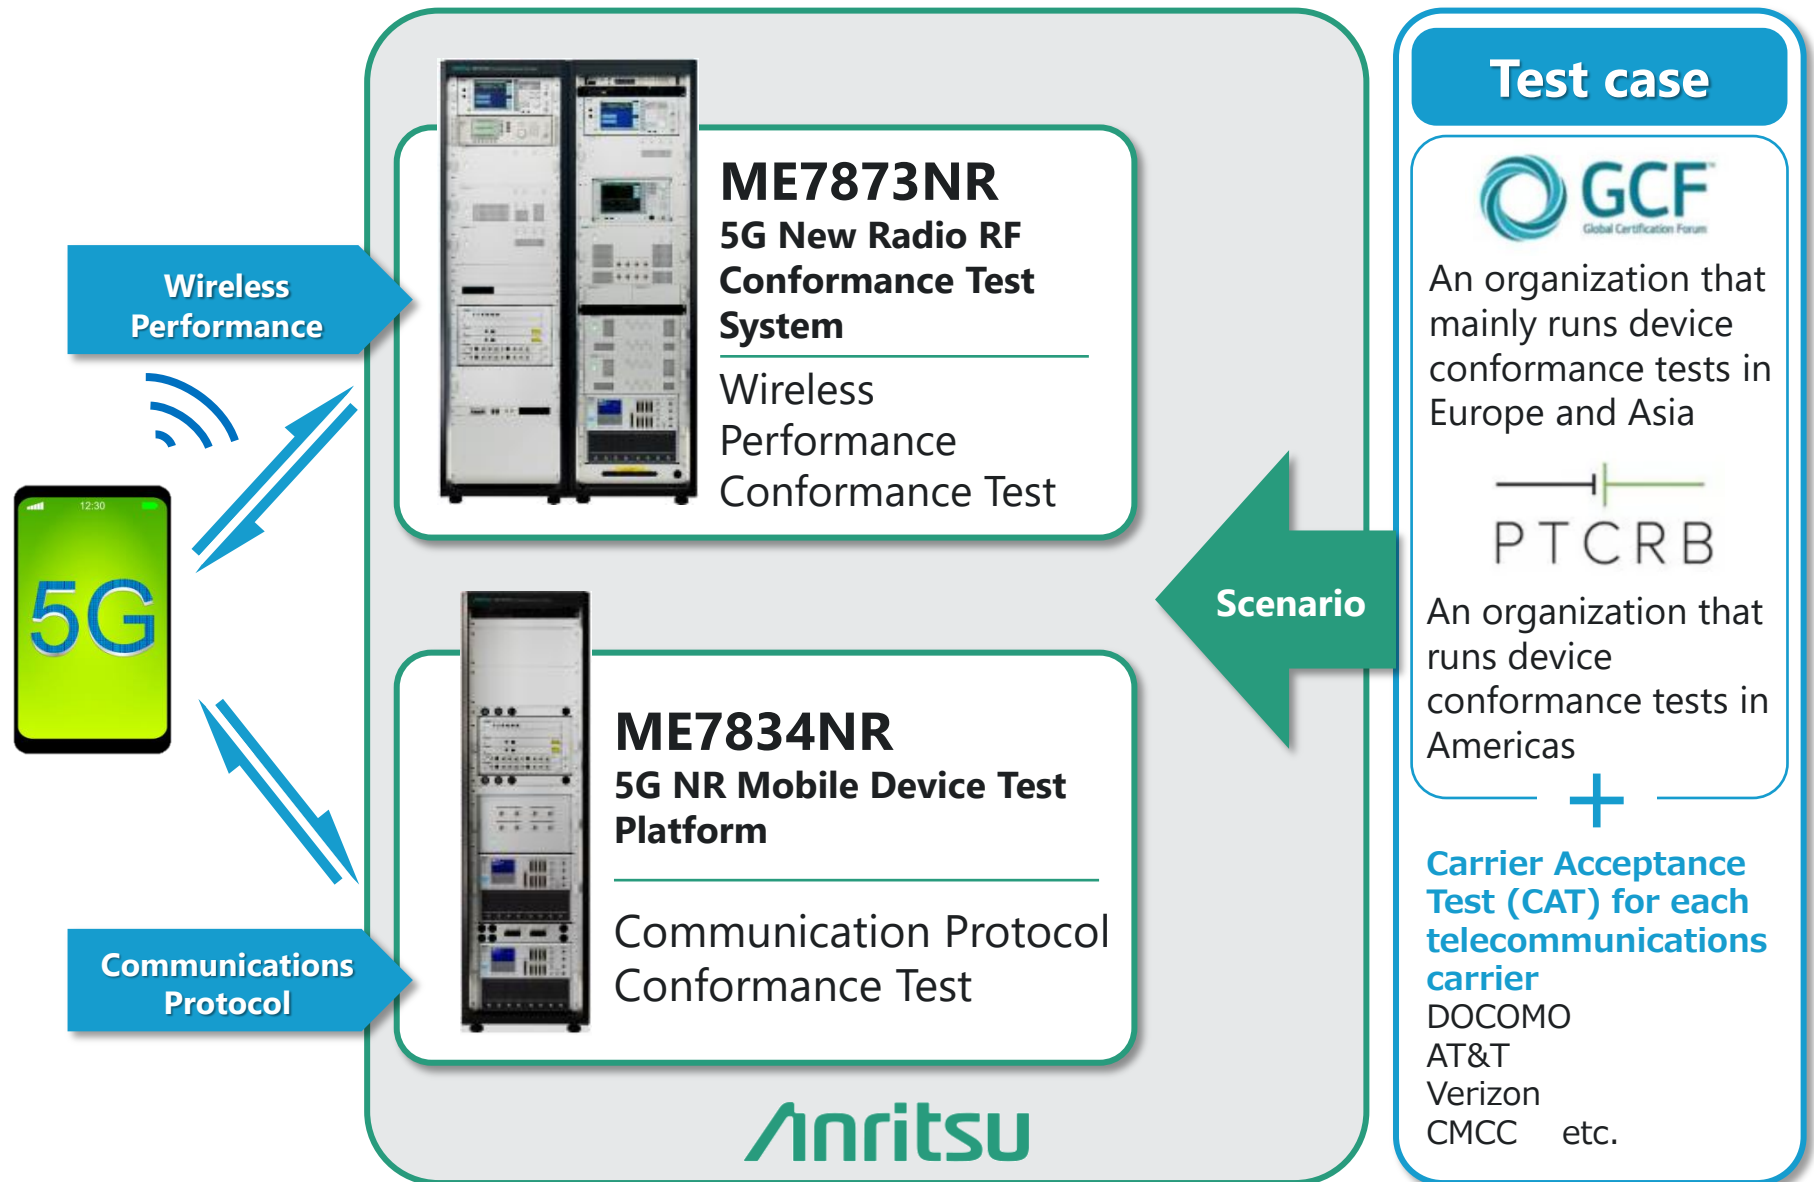 Wireless
Performance
12:30
5G
Communications
Protocol
ME7873NR
5G New Radio RF
Conformance Test
System
Wireless
Performance
Conformance Test
ME7834NR
5G NR Mobile Device Test
Platform
Communication Protocol
Conformance Test
Anritsu
Scenario
Test case
GCF™
Global Certification Forum
An organization that
mainly runs device
conformance tests in
Europe and Asia
PTCRB
An organization that
runs device
conformance tests in
Americas
+
Carrier Acceptance
Test (CAT) for each
telecommunications
carrier
DOCOMO
AT&T
Verizon
CMCC etc.